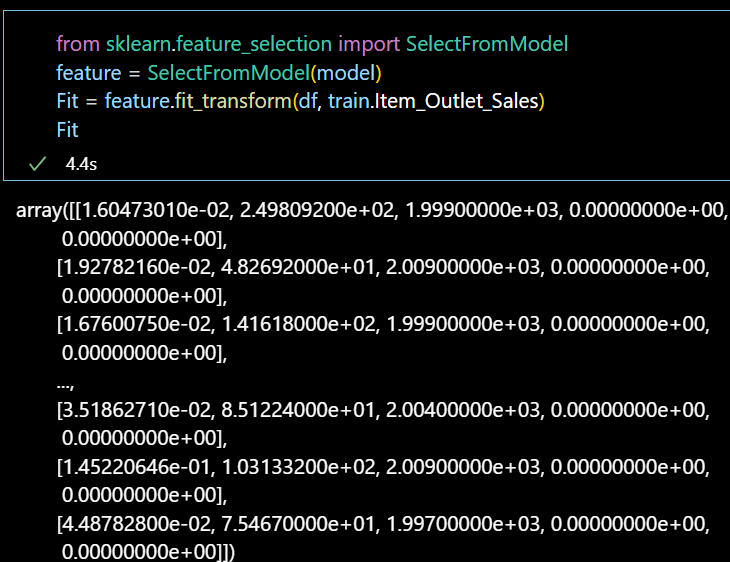 from sklearn.feature_selection import SelectFromModel
feature = SelectFromModel(model)
Fit = feature.fit_transform(df, train.Item_Outlet_Sales)
Fit
✓ 4.4s
array([[1.60473010e-02, 2.49809200e+02, 1.99900000e+03, 0.00000000e+00,
0.00000000e+00],
[1.92782160e-02, 4.82692000e+01, 2.00900000e+03, 0.00000000e+00,
0.00000000e+00],
[1.67600750e-02, 1.41618000e+02, 1.99900000e+03, 0.00000000e+00,
0.00000000e+00],
...,
[3.51862710e-02, 8.51224000e+01, 2.00400000e+03, 0.00000000e+00,
0.00000000e+00],
[1.45220646e-01, 1.03133200e+02, 2.00900000e+03, 0.00000000e+00,
0.00000000e+00],
[4.48782800e-02, 7.54670000e+01, 1.99700000e+03, 0.00000000e+00,
0.00000000e+00]])